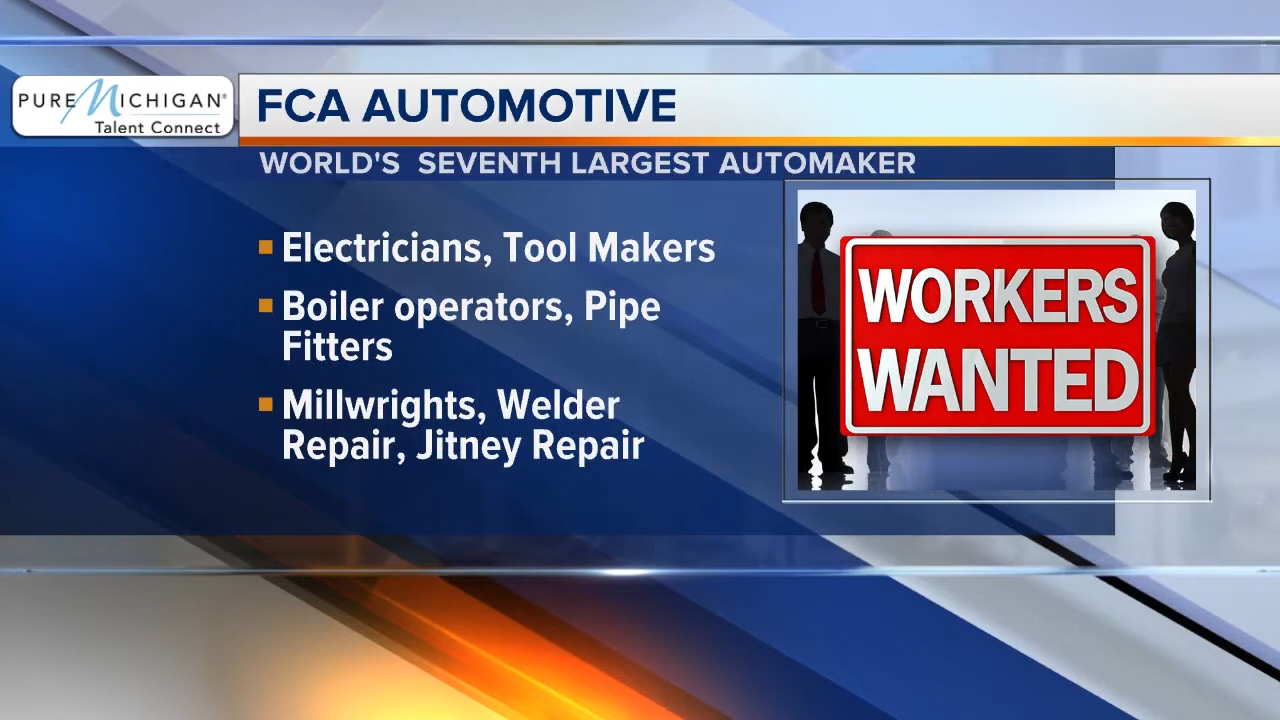 PURE MICHIGAN®
Talent Connect
FCA AUTOMOTIVE
WORLD'S SEVENTH LARGEST AUTOMAKER
Electricians, Tool Makers
Boiler operators, Pipe
Fitters
Millwrights, Welder
Repair, Jitney Repair
WORKERS
WANTED